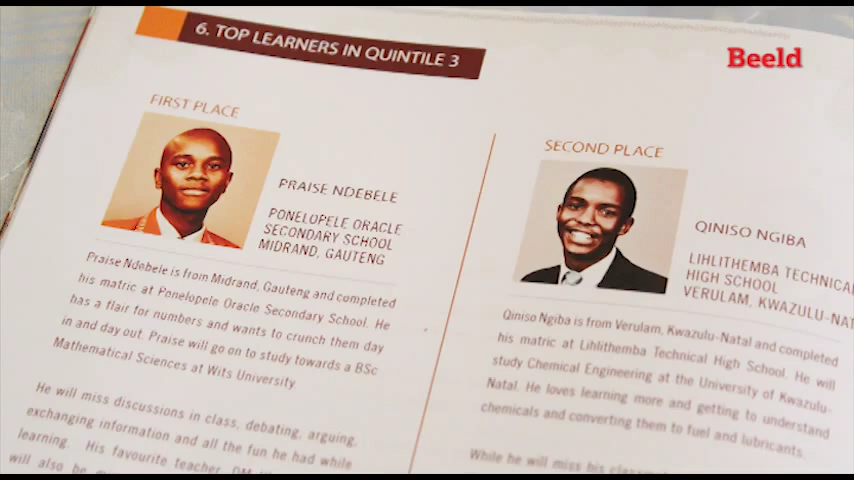 6. TOP LEARNERS IN QUINTILE 3
Beeld
FIRST PLACE
PRAISE NDEBELE
PONELOPELE ORACLE
SECONDARY SCHOOL
MIDRAND, GAUTENG
Praise Ndebele is from Midrand, Gauteng and completed
his matric at Ponelopele Oracle Secondary School. He
has a flair for numbers and wants to crunch them day
in and day out. Praise will go on to study towards a BSc
Mathematical Sciences at Wits University.
He will miss discussions in class, debating, arguing,
exchanging information and all the fun he had while
learning. His favourite teacher,
will also be
SECOND PLACE
QINISO NGIBA
LIHLITHEMBA TECHNICAL
HIGH SCHOOL
VERULAM, KWAZULU-NAT
Qiniso Ngiba is from Verulam, Kwazulu-Natal and completed
his matric at Lihlithemba Technical High School. He will
study Chemical Engineering at the University of Kwazulu-
Natal. He loves learning more and getting to understand
chemicals and converting them to fuel and lubricants.
While he will miss his